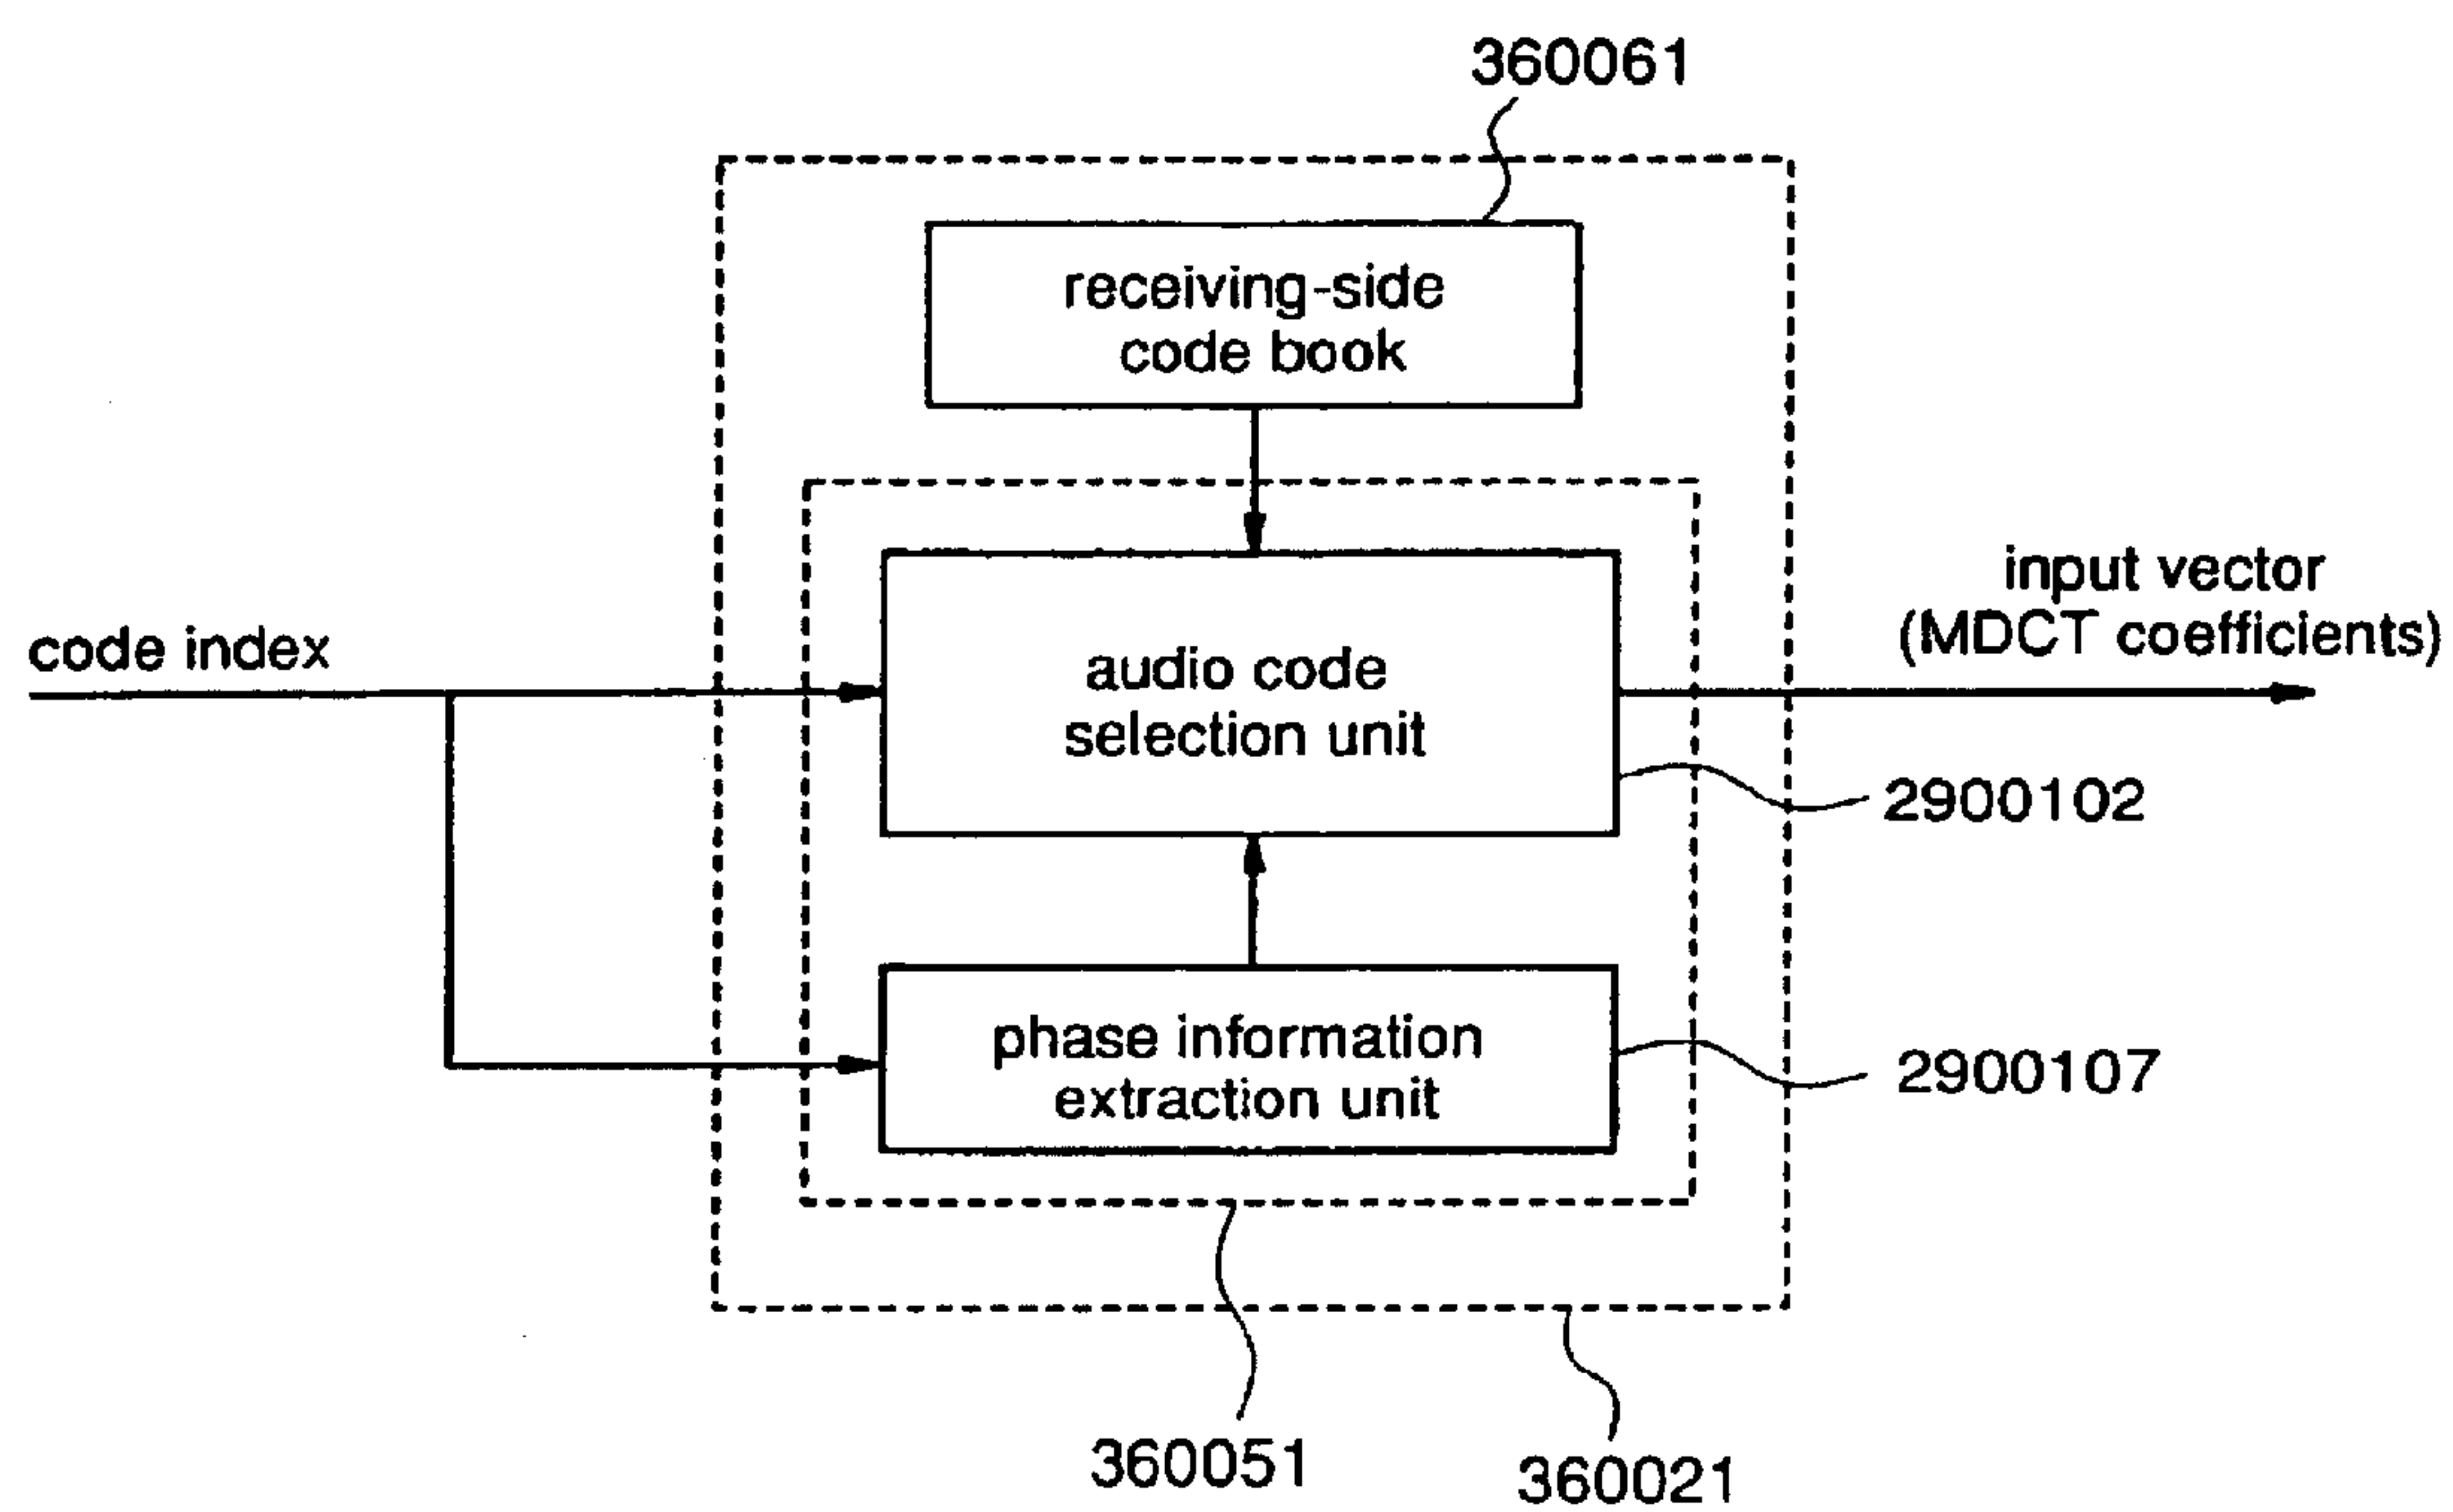 360061
receiving-side
code book
input vector
(MDCT coefficients)
code index
audio code
selection unit
2900102
phase information
extraction unit
2900107
360051
360021